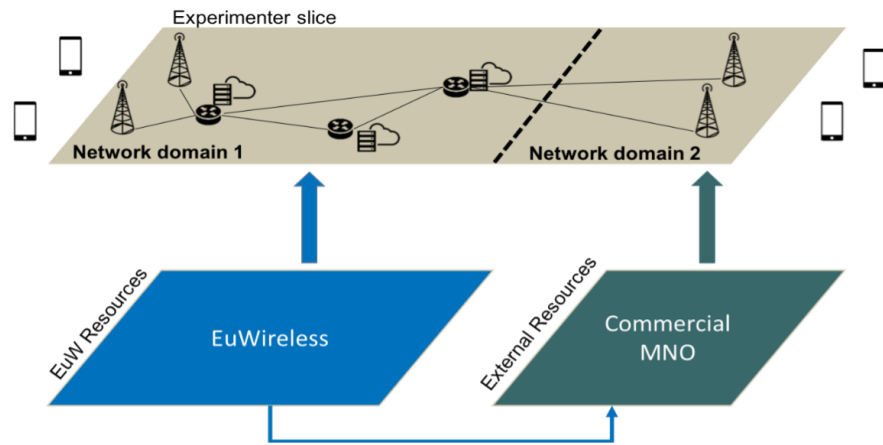 Experimenter slice
Network domain 1
Network domain 2
EuW Resources
EuWireless
External Resources
Commercial
MNO